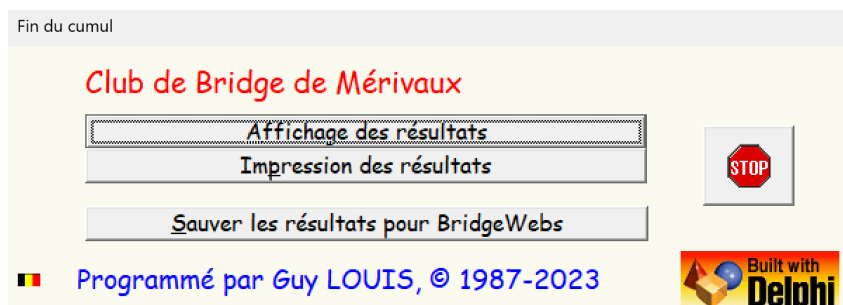 Fin du cumul
Club de Bridge de Mérivaux
Affichage des résultats
Impression des résultats
STOP
Sauver les résultats pour BridgeWebs
Programmé par Guy LOUIS, © 1987-2023
Built with
Delphi